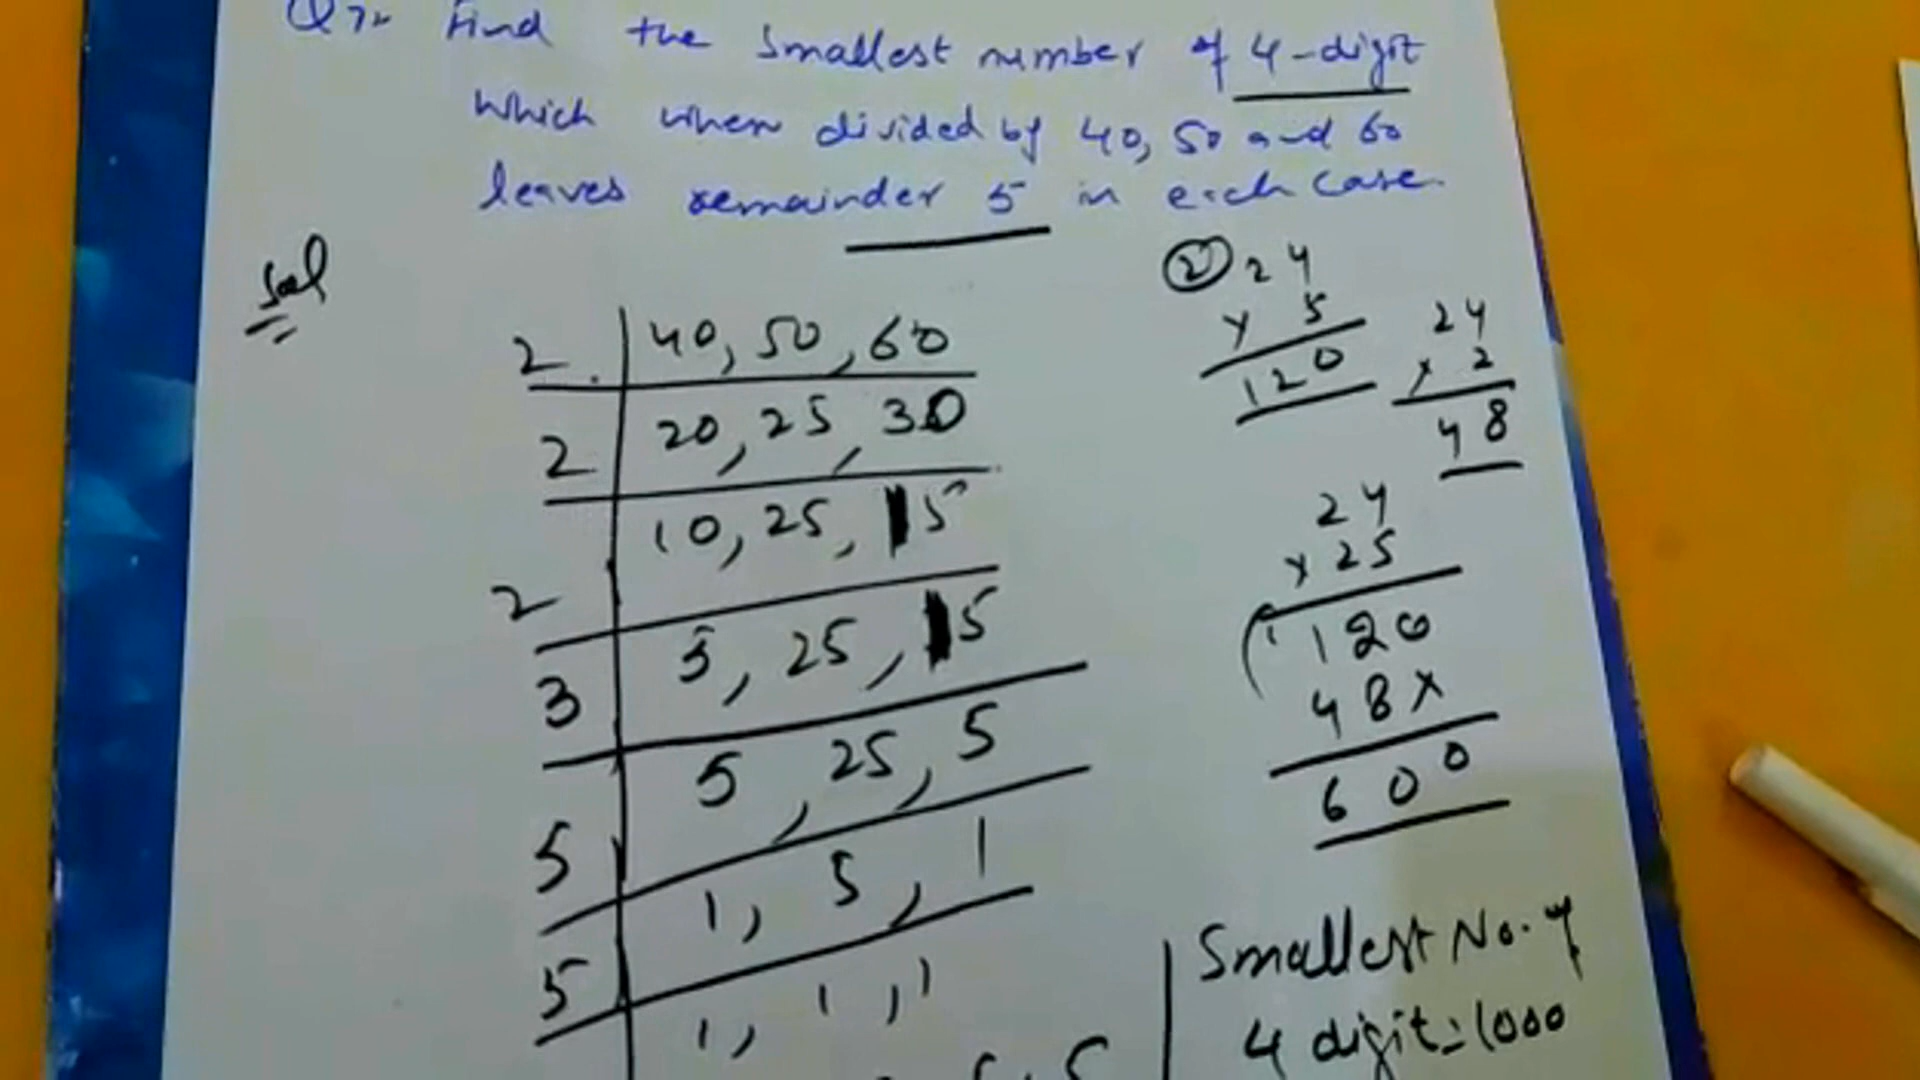 Q7. Find the smallest number of 4-digit
which when divided by 40, 50 and 60
leaves remainder 5 in each case.
Sol
2 | 40, 50, 60
2 | 20, 25, 30
2 | 10, 25, 15
3 | 5, 25, 15
5 | 5, 25, 5
5 | 1, 5, 1
1, 1, 1
② 24
x 5
120
24
x 2
48
24
x 25
120
48x
600
Smallest No. of
4 digit = 1000